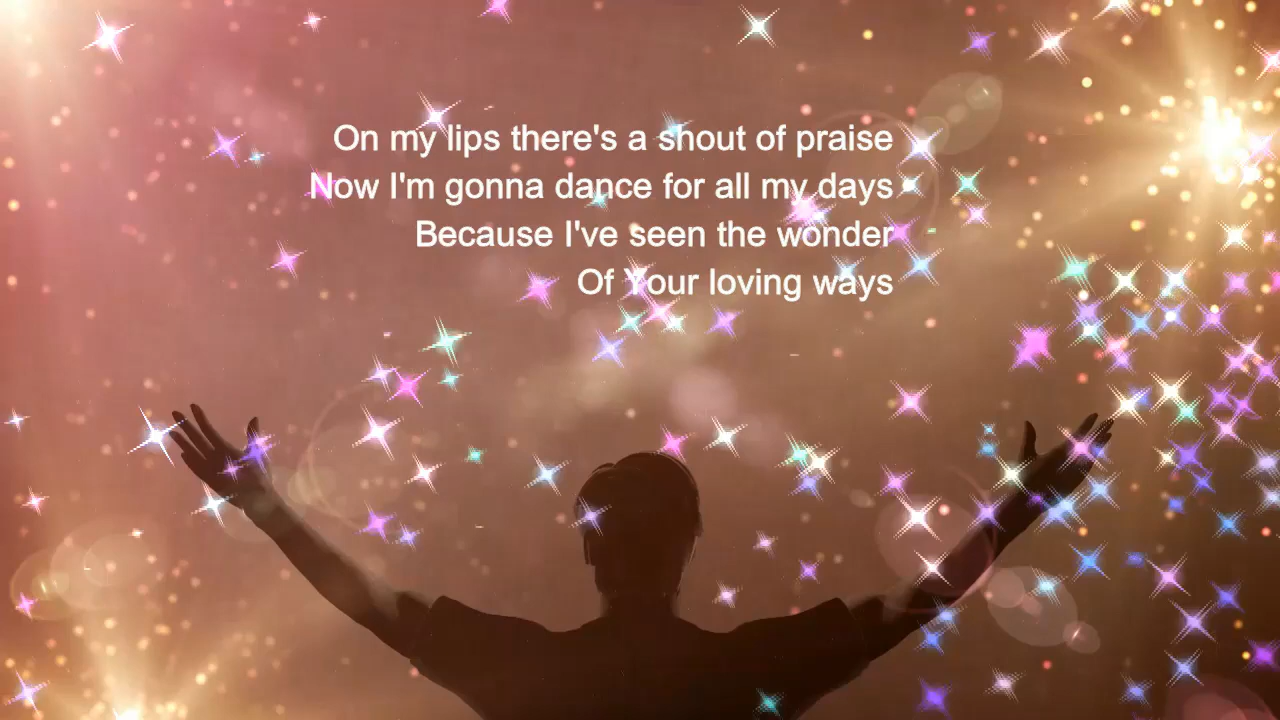 On my lips there's a shout of praise
Now I'm gonna dance for all my days
Because I've seen the wonder
Of Your loving ways